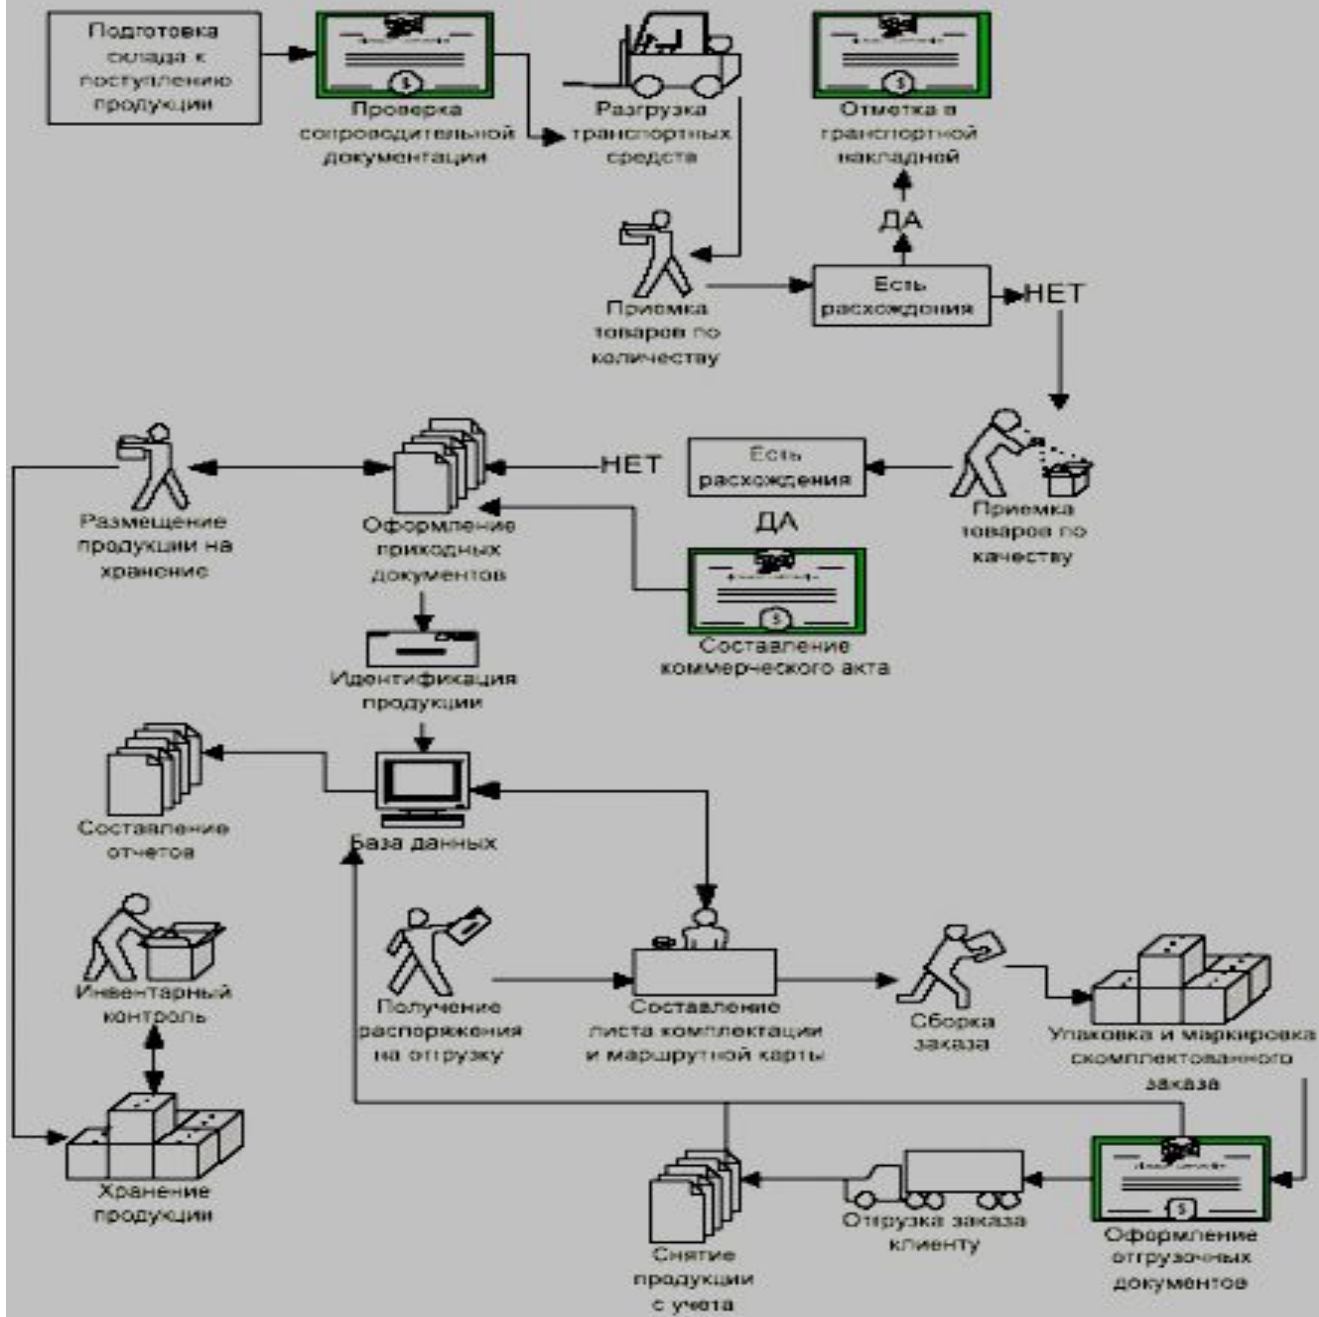 Подготовка
склада к
поступлению
продукции
Проверка
сопроводительной
документации
Разгрузка
транспортных
средств
Отметка в
транспортной
накладной
ДА
Приемка
товаров по
количеству
Есть
расхождения
НЕТ
Размещение
продукции на
хранение
Оформление
приходных
документов
НЕТ
Есть
расхождения
ДА
Приемка
товаров по
качеству
Составление
коммерческого акта
Идентификация
продукции
Составление
отчетов
База данных
Инвентарный
контроль
Получение
распоряжения
на отгрузку
Составление
листа комплектации
и маршрутной карты
Сборка
заказа
Упаковка и маркировка
скомплектованного
заказа
Хранение
продукции
Снятие
продукции
с учета
Отгрузка заказа
клиенту
Оформление
отгрузочных
документов